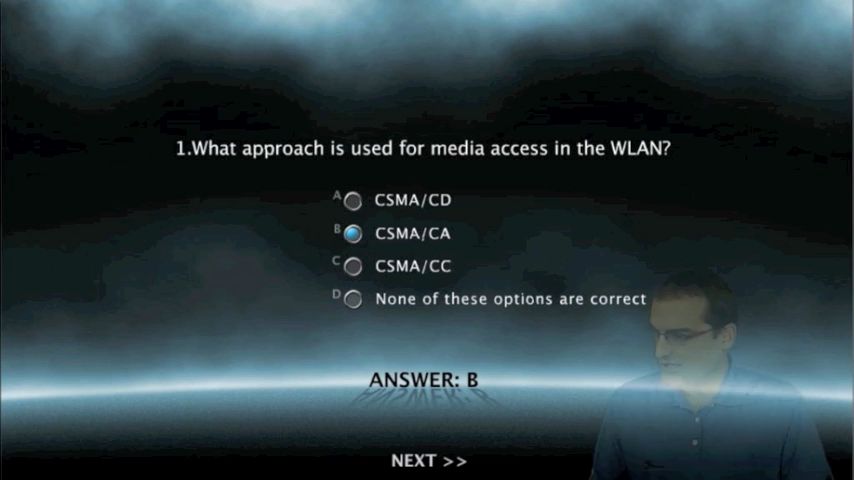 1.What approach is used for media access in the WLAN?
A CSMA/CD
B CSMA/CA
C CSMA/CC
D None of these options are correct
ANSWER: B
NEXT >>